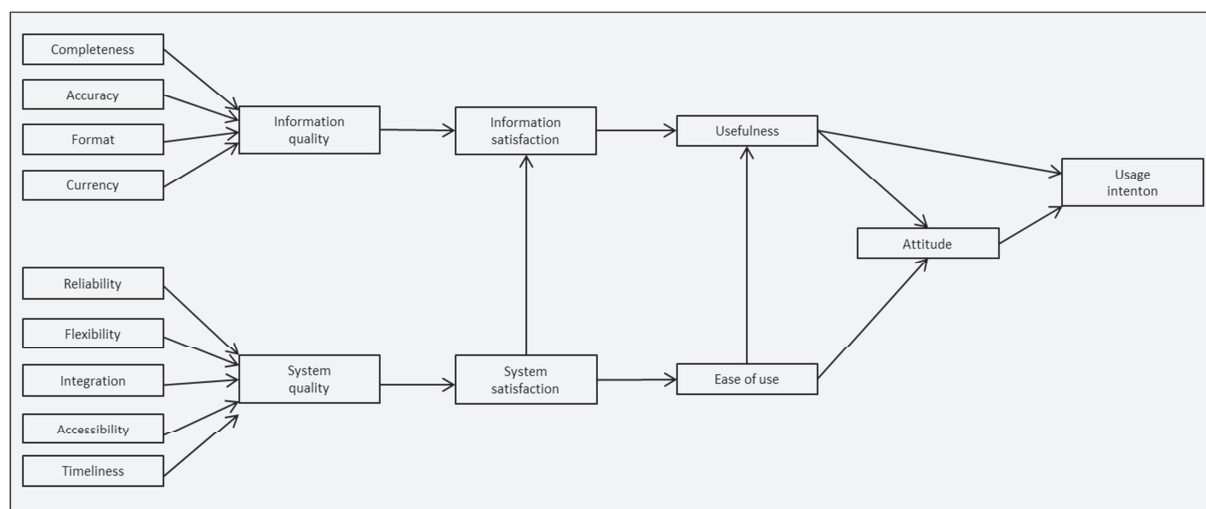 Completeness
Accuracy
Format
Currency
Information
quality
Information
satisfaction
Usefulness
Usage
intenton
Attitude
Reliability
Flexibility
Integration
Accessibility
Timeliness
System
quality
System
satisfaction
Ease of use